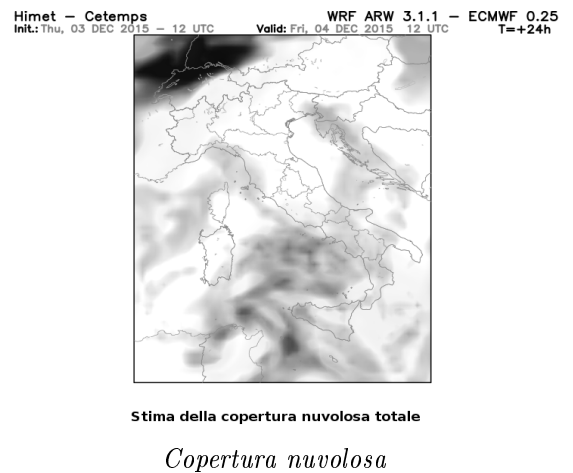 Himet – Cetemps WRF ARW 3.1.1 – ECMWF 0.25
Init.: Thu, 03 DEC 2015 – 12 UTC Valid: Fri, 04 DEC 2015 12 UTC T=+24h
Stima della copertura nuvolosa totale
Copertura nuvolosa